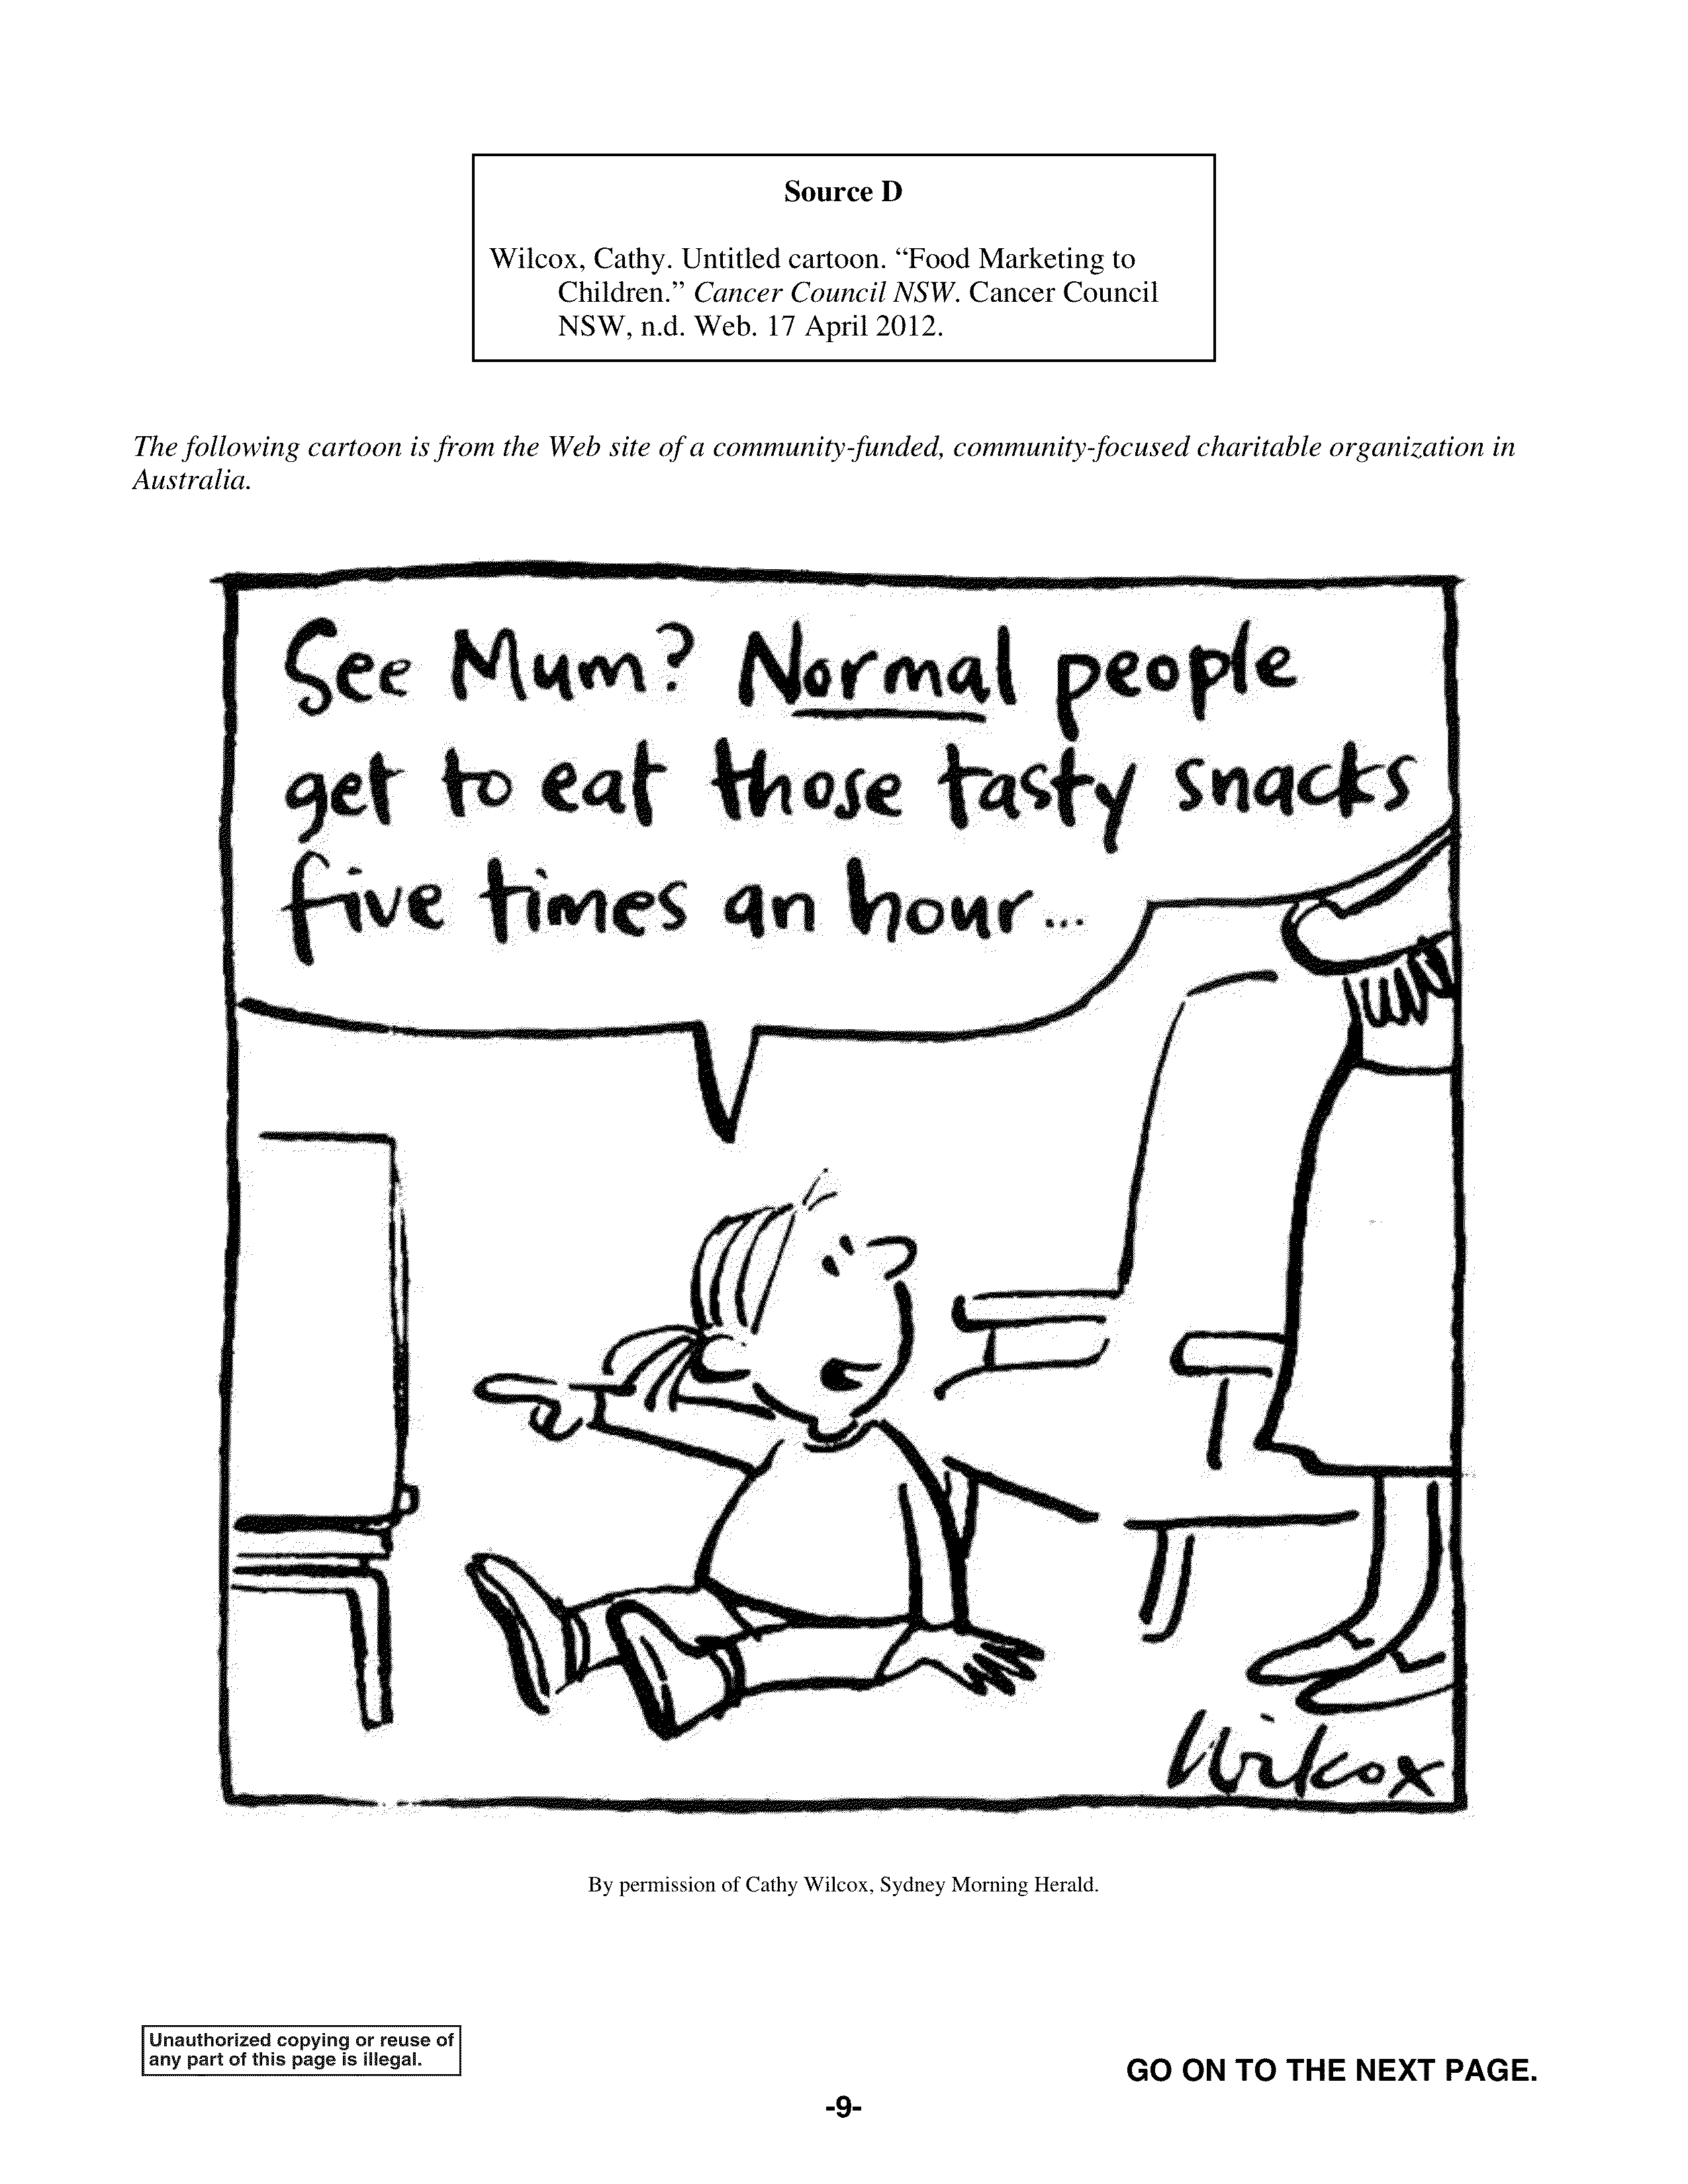 Source D
Wilcox, Cathy. Untitled cartoon. “Food Marketing to
Children.” Cancer Council NSW. Cancer Council
NSW, n.d. Web. 17 April 2012.
The following cartoon is from the Web site of a community-funded, community-focused charitable organization in
Australia.
See Mum? Normal people
get to eat those tasty snacks
five times an hour...
Wilcox
By permission of Cathy Wilcox, Sydney Morning Herald.
Unauthorized copying or reuse of
any part of this page is illegal.
GO ON TO THE NEXT PAGE.
-9-